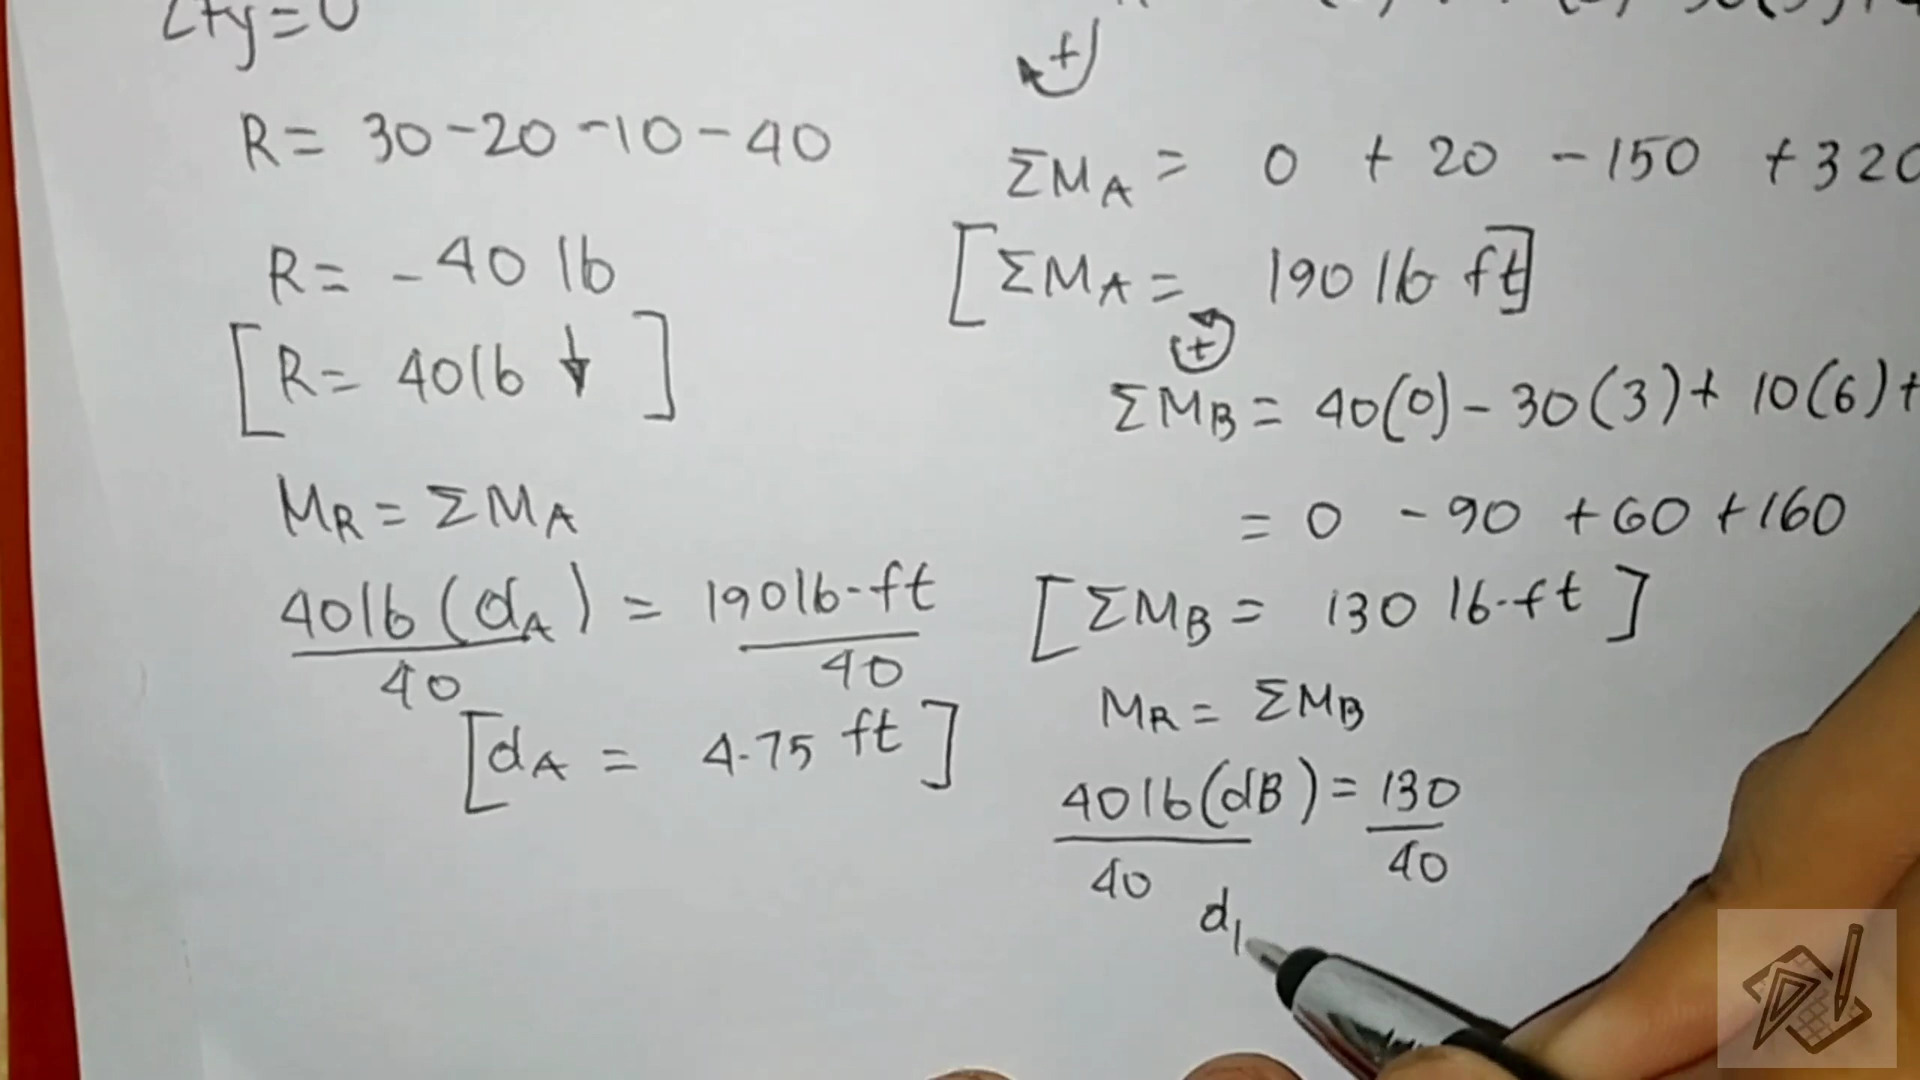 ΣFy=0
R= 30-20-10-40
R= -40 lb
[R= 40lb ↓]
MR= ΣMA
40lb(dA) = 190lb-ft
40 40
[dA = 4.75 ft]
+
ΣMA= 0 + 20 -150 +320
[ΣMA= 190 lb ft]
+
ΣMB= 40(0)-30(3)+10(6)+
= 0 -90 +60 +160
[ΣMB= 130 lb-ft]
MR= ΣMB
40lb(dB)= 130
40 40
d